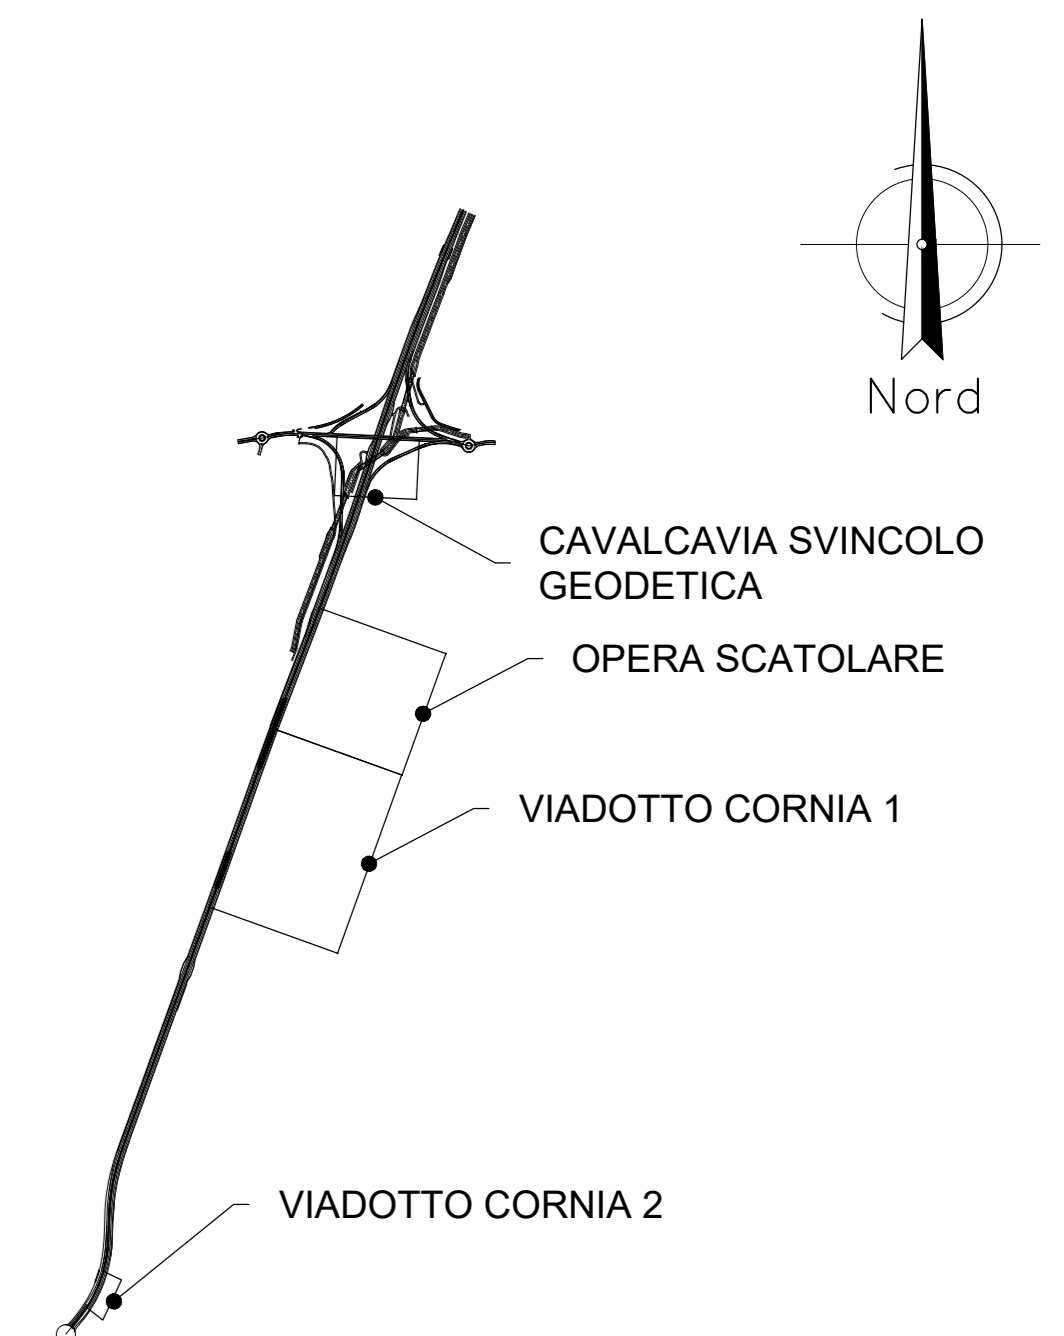 Nord
CAVALCAVIA SVINCOLO
GEODETICA
OPERA SCATOLARE
VIADOTTO CORNIA 1
VIADOTTO CORNIA 2